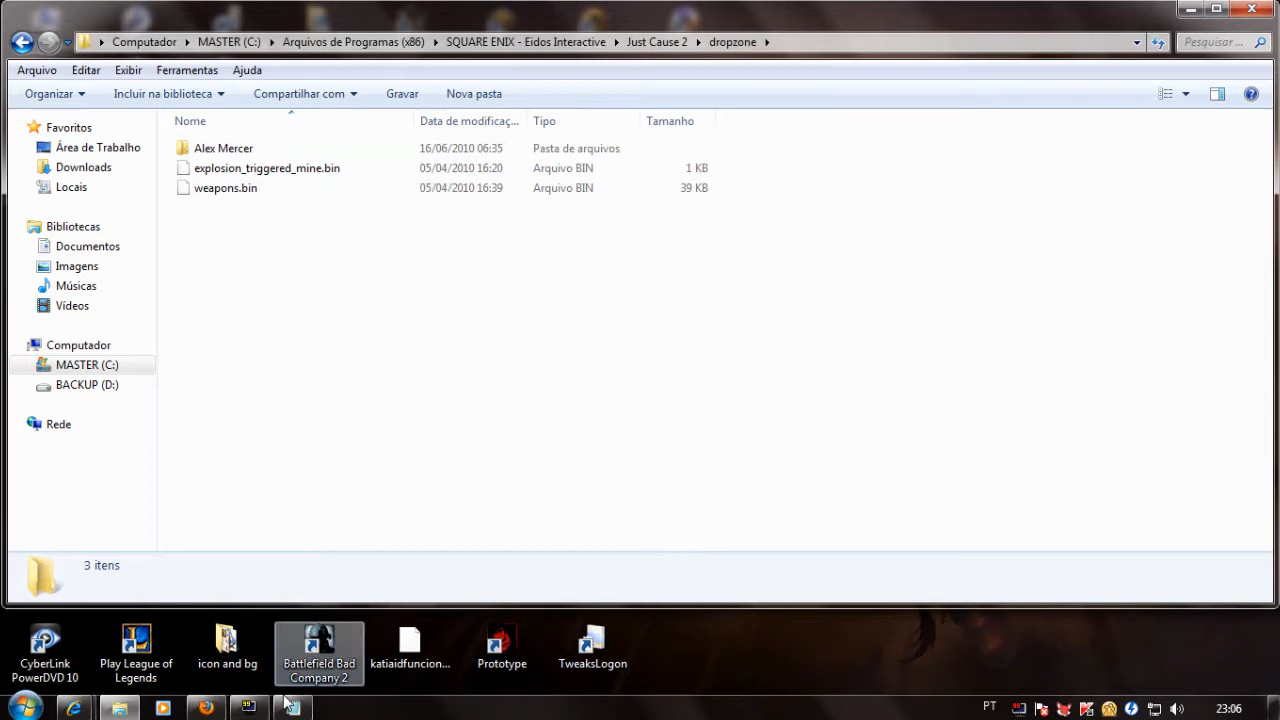 Computador MASTER (C:) Arquivos de Programas (x86) SQUARE ENIX - Eidos Interactive Just Cause 2 dropzone Pesquisar...
Arquivo Editar Exibir Ferramentas Ajuda
Organizar Incluir na biblioteca Compartilhar com Gravar Nova pasta
Nome Data de modificaç... Tipo Tamanho
Alex Mercer 16/06/2010 06:35 Pasta de arquivos
explosion_triggered_mine.bin 05/04/2010 16:20 Arquivo BIN 1 KB
weapons.bin 05/04/2010 16:39 Arquivo BIN 39 KB
Favoritos
Área de Trabalho
Downloads
Locais
Bibliotecas
Documentos
Imagens
Músicas
Vídeos
Computador
MASTER (C:)
BACKUP (D:)
Rede
3 itens
CyberLink PowerDVD 10
Play League of Legends
icon and bg
Battlefield Bad Company 2
katiaidfuncion...
Prototype
TweaksLogon
99
PT
23:06